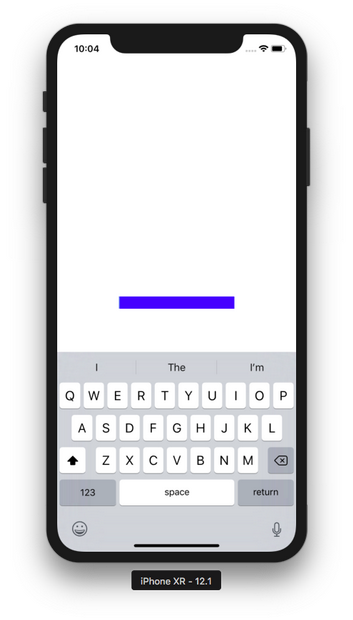 10:04
I The I'm
Q W E R T Y U I O P
A S D F G H J K L
Z X C V B N M
123 space return
iPhone XR - 12.1